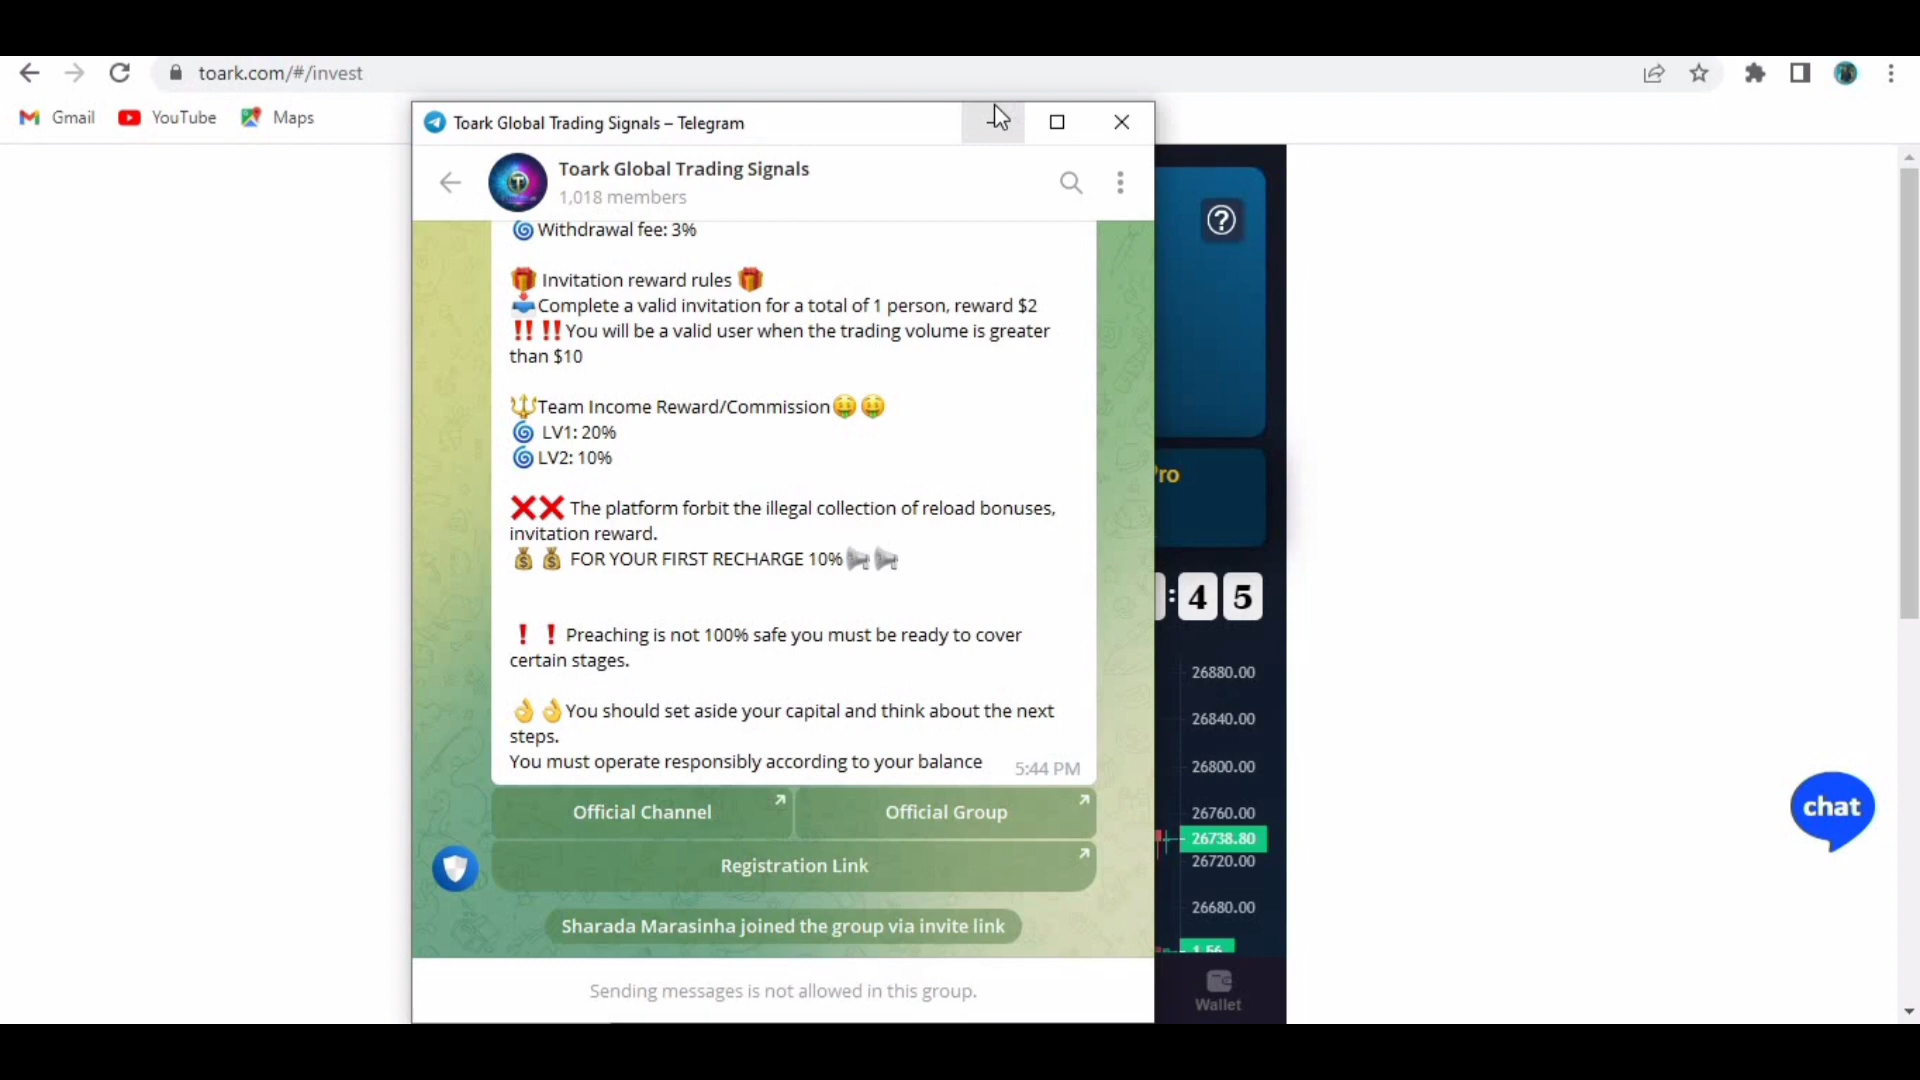 toark.com/#/invest
Gmail
YouTube
Maps
Toark Global Trading Signals – Telegram
Toark Global Trading Signals
1,018 members
Withdrawal fee: 3%
Invitation reward rules
Complete a valid invitation for a total of 1 person, reward $2
‼️ ‼️You will be a valid user when the trading volume is greater
than $10
Team Income Reward/Commission
LV1: 20%
LV2: 10%
❌❌ The platform forbit the illegal collection of reload bonuses,
invitation reward.
FOR YOUR FIRST RECHARGE 10%
❗ ❗ Preaching is not 100% safe you must be ready to cover
certain stages.
You should set aside your capital and think about the next
steps.
You must operate responsibly according to your balance
5:44 PM
Official Channel
Official Group
Registration Link
Sharada Marasinha joined the group via invite link
Sending messages is not allowed in this group.
:45
26880.00
26840.00
26800.00
26760.00
26738.80
26720.00
26680.00
1.56
Wallet
chat